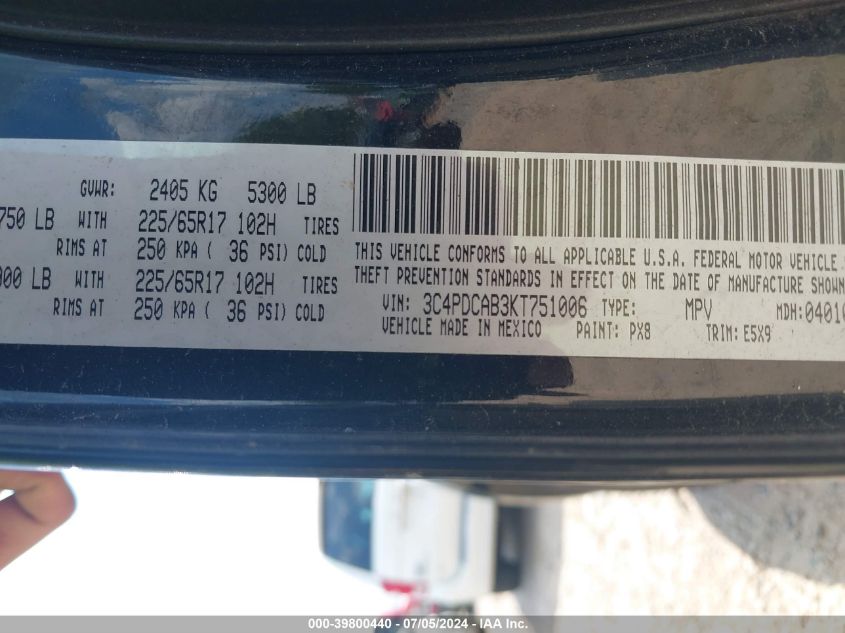 GVWR: 2405 KG 5300 LB
750 LB WITH 225/65R17 102H TIRES
RIMS AT 250 KPA ( 36 PSI) COLD
000 LB WITH 225/65R17 102H TIRES
RIMS AT 250 KPA ( 36 PSI) COLD
THIS VEHICLE CONFORMS TO ALL APPLICABLE U.S.A. FEDERAL MOTOR VEHICLE
THEFT PREVENTION STANDARDS IN EFFECT ON THE DATE OF MANUFACTURE SHOWN
VIN: 3C4PDCAB3KT751006 TYPE: MPV MDH:04010
VEHICLE MADE IN MEXICO PAINT: PX8 TRIM: E5X9
000-39800440 - 07/05/2024 - IAA Inc.